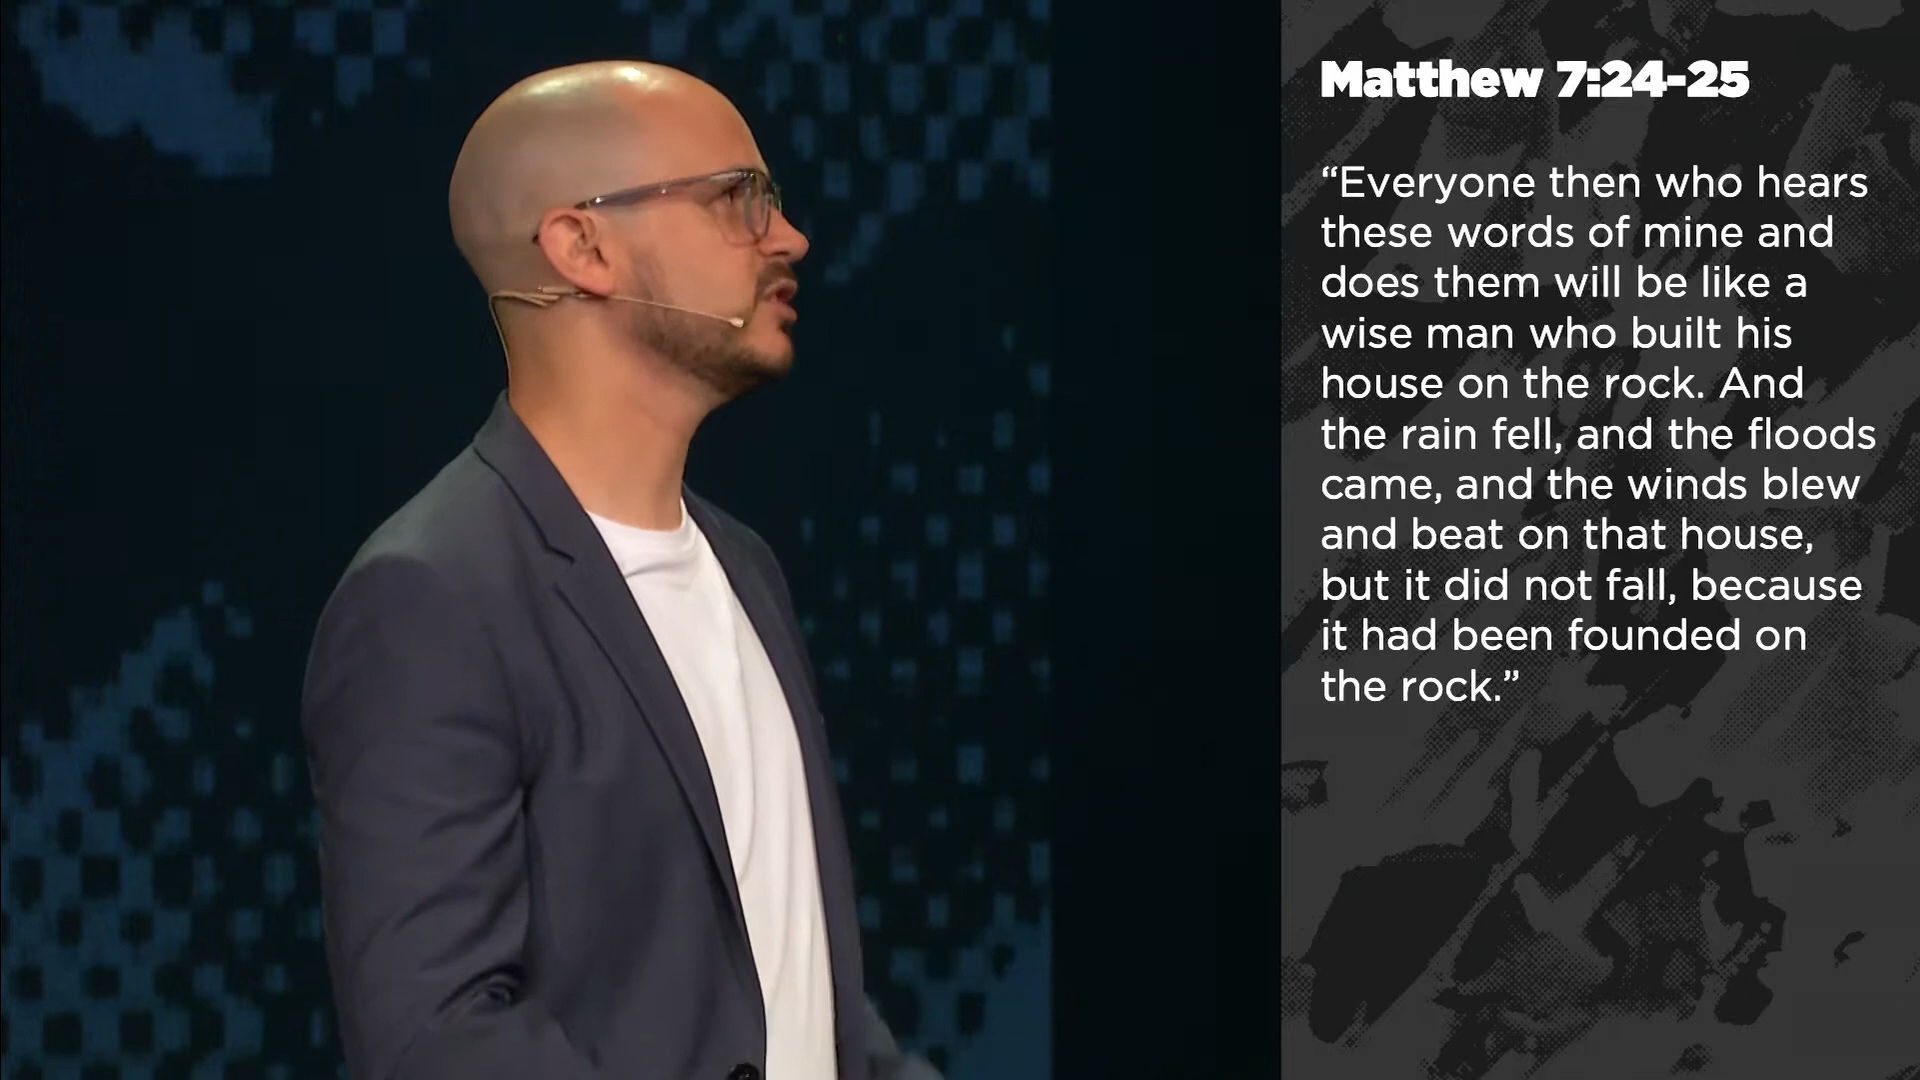 Matthew 7:24-25
“Everyone then who hears
these words of mine and
does them will be like a
wise man who built his
house on the rock. And
the rain fell, and the floods
came, and the winds blew
and beat on that house,
but it did not fall, because
it had been founded on
the rock.”